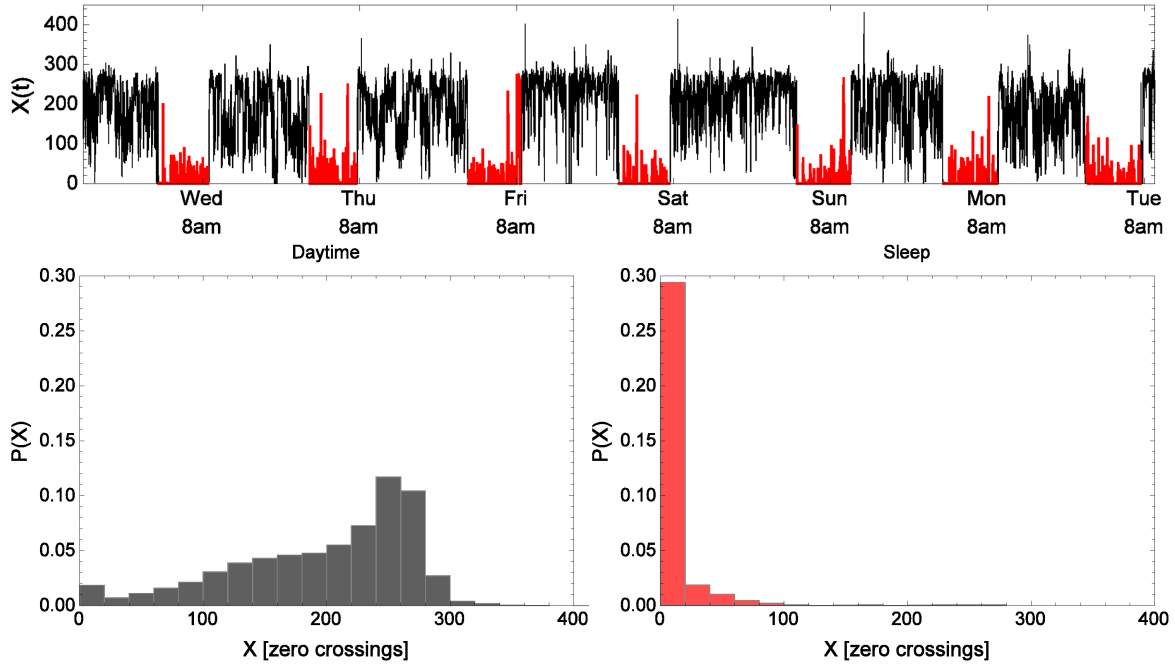 400
300
200
100
0
X(t)
Wed Thu Fri Sat Sun Mon Tue
8am 8am 8am 8am 8am 8am 8am
Daytime
0.30
0.25
0.20
0.15
0.10
0.05
0.00
P(X)
0 100 200 300 400
X [zero crossings]
Sleep
0.30
0.25
0.20
0.15
0.10
0.05
0.00
P(X)
0 100 200 300 400
X [zero crossings]